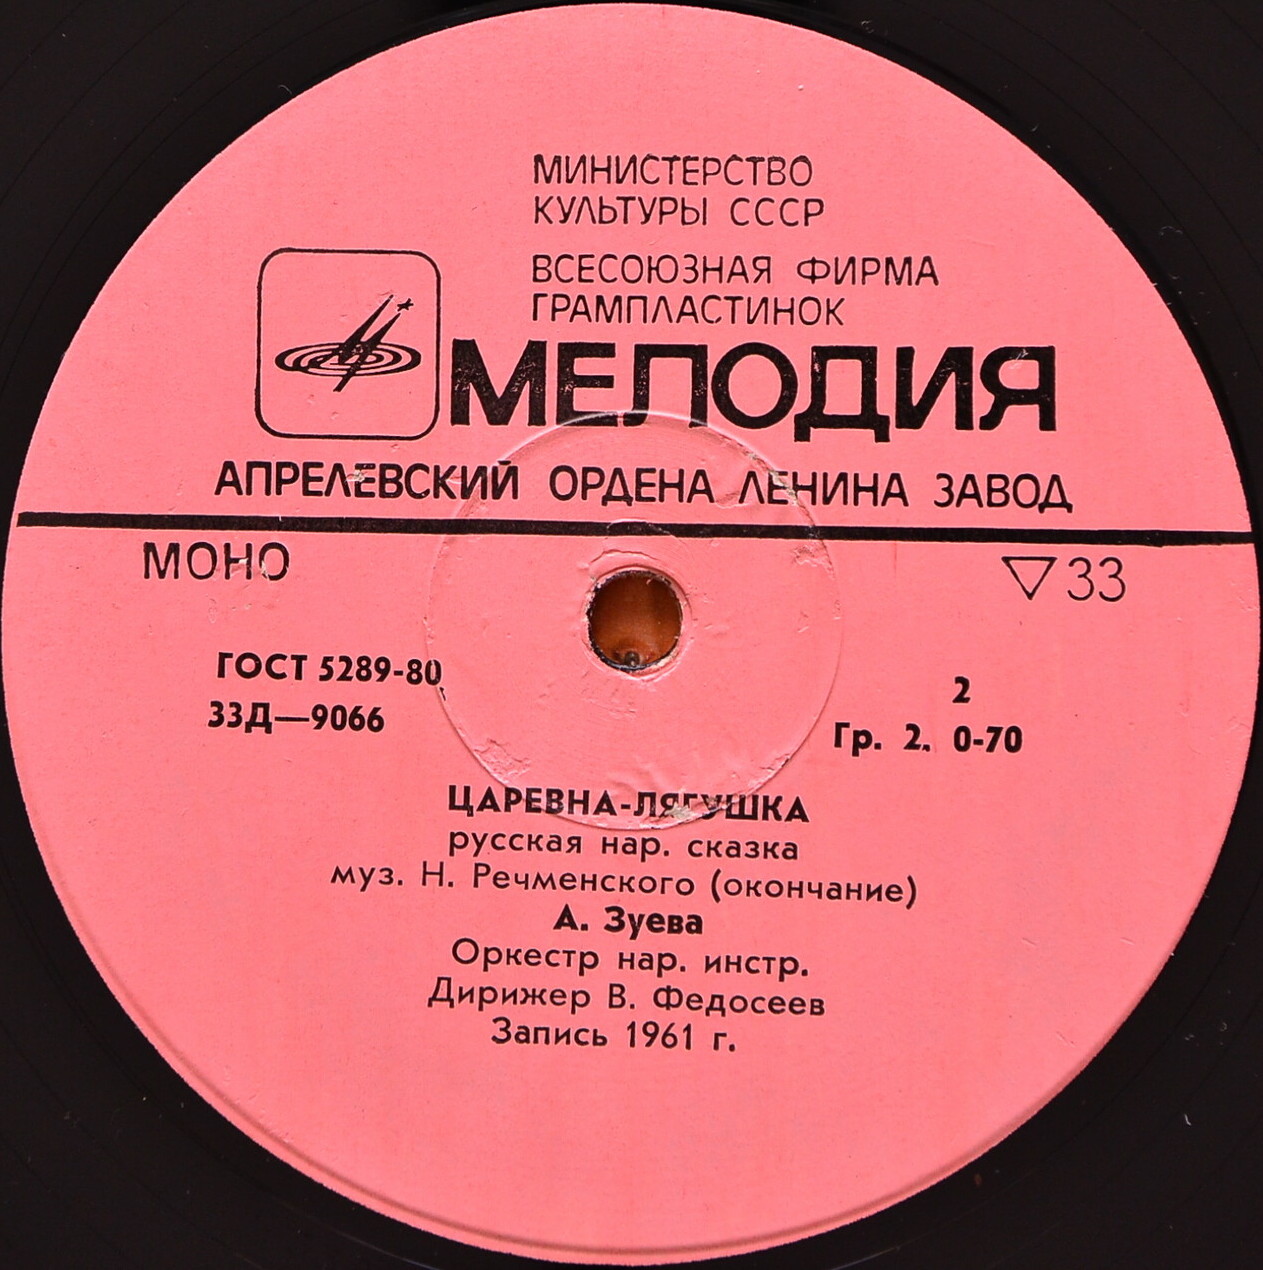 МИНИСТЕРСТВО
КУЛЬТУРЫ СССР
ВСЕСОЮЗНАЯ ФИРМА
ГРАМПЛАСТИНОК
МЕЛОДИЯ
АПРЕЛЕВСКИЙ ОРДЕНА ЛЕНИНА ЗАВОД
МОНО ▽33
ГОСТ 5289-80
33Д—9066
2
Гр. 2. 0-70
ЦАРЕВНА-ЛЯГУШКА
русская нар. сказка
муз. Н. Речменского (окончание)
А. Зуева
Оркестр нар. инстр.
Дирижер В. Федосеев
Запись 1961 г.